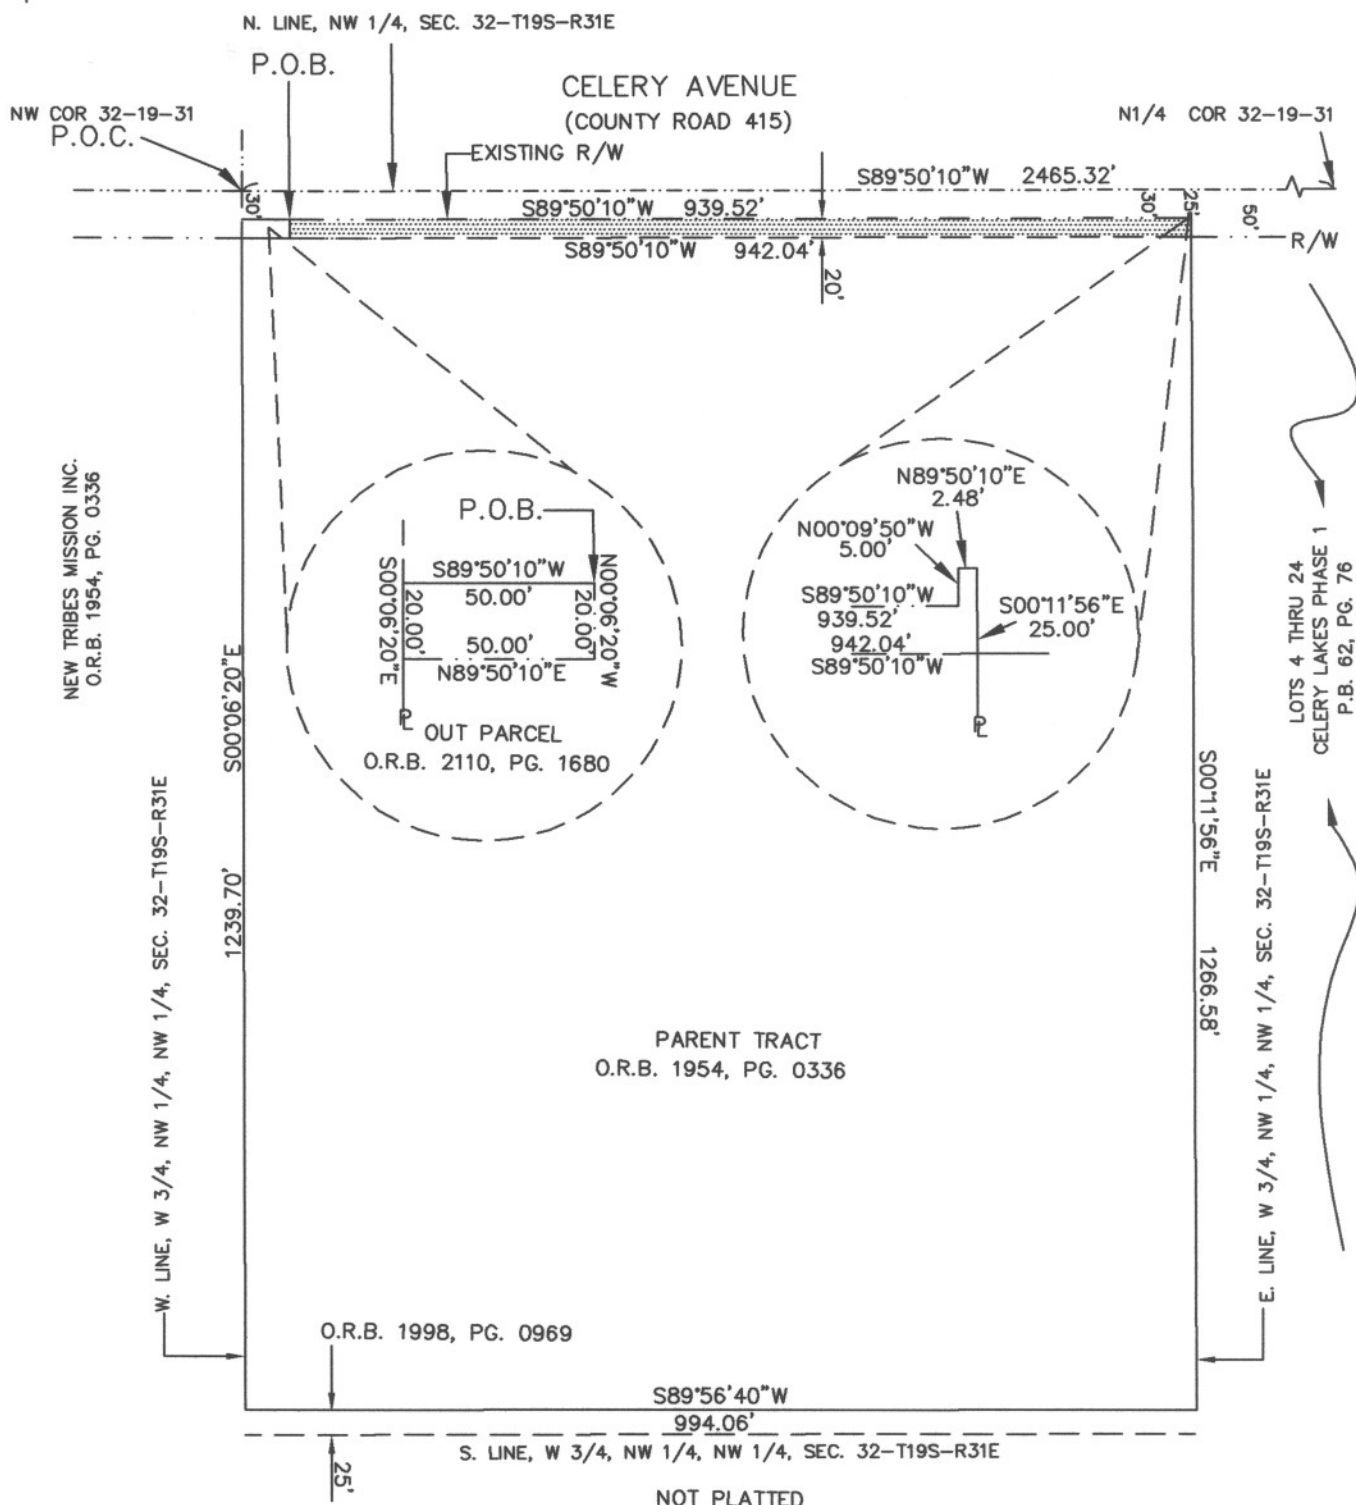 N. LINE, NW 1/4, SEC. 32-T19S-R31E
P.O.B.
CELERY AVENUE
(COUNTY ROAD 415)
NW COR 32-19-31
P.O.C.
N1/4 COR 32-19-31
EXISTING R/W
S89°50'10"W 2465.32'
30'
S89°50'10"W 939.52'
30'
25'
50'
R/W
S89°50'10"W 942.04'
20'
NEW TRIBES MISSION INC.
O.R.B. 1954, PG. 0336
P.O.B.
S89°50'10"W
50.00'
S00°06'20"E
20.00'
20.00'
N00°06'20"W
50.00'
N89°50'10"E
PL
OUT PARCEL
O.R.B. 2110, PG. 1680
N89°50'10"E
2.48'
N00°09'50"W
5.00'
S89°50'10"W
939.52'
S00°11'56"E
25.00'
942.04'
S89°50'10"W
PL
LOTS 4 THRU 24
CELERY LAKES PHASE 1
P.B. 62, PG. 76
S00°06'20"E
1239.70'
W. LINE, W 3/4, NW 1/4, NW 1/4, SEC. 32-T19S-R31E
S00°11'56"E
1266.58'
E. LINE, W 3/4, NW 1/4, NW 1/4, SEC. 32-T19S-R31E
PARENT TRACT
O.R.B. 1954, PG. 0336
O.R.B. 1998, PG. 0969
S89°56'40"W
994.06'
S. LINE, W 3/4, NW 1/4, NW 1/4, SEC. 32-T19S-R31E
25'
NOT PLATTED